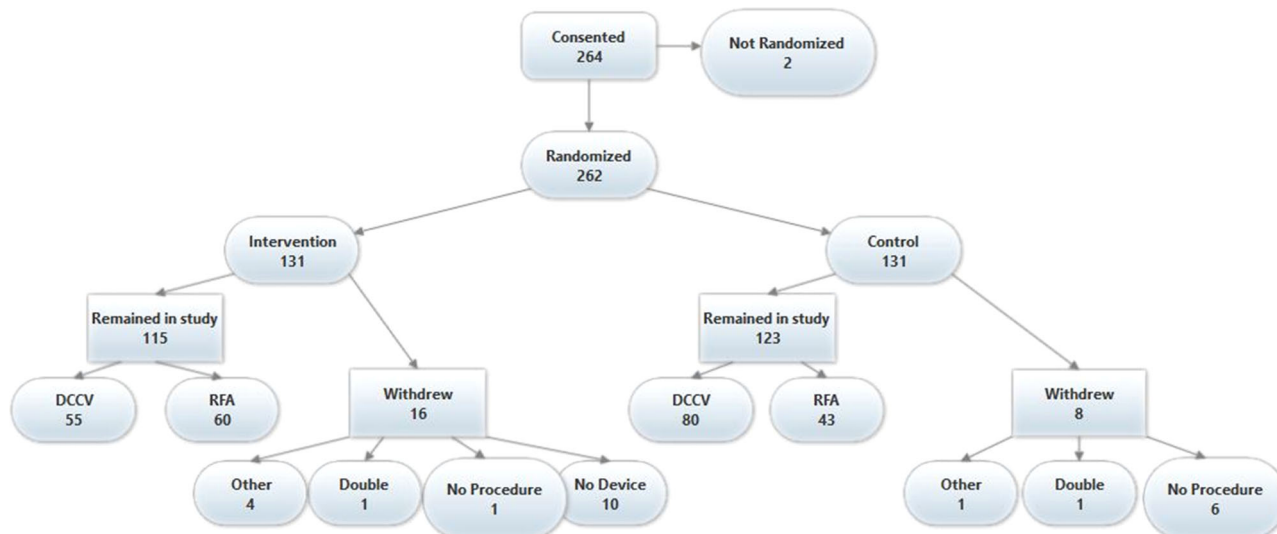 Consented
264
Not Randomized
2
Randomized
262
Intervention
131
Control
131
Remained in study
115
Remained in study
123
DCCV
55
RFA
60
Withdrew
16
DCCV
80
RFA
43
Withdrew
8
Other
4
Double
1
No Procedure
1
No Device
10
Other
1
Double
1
No Procedure
6